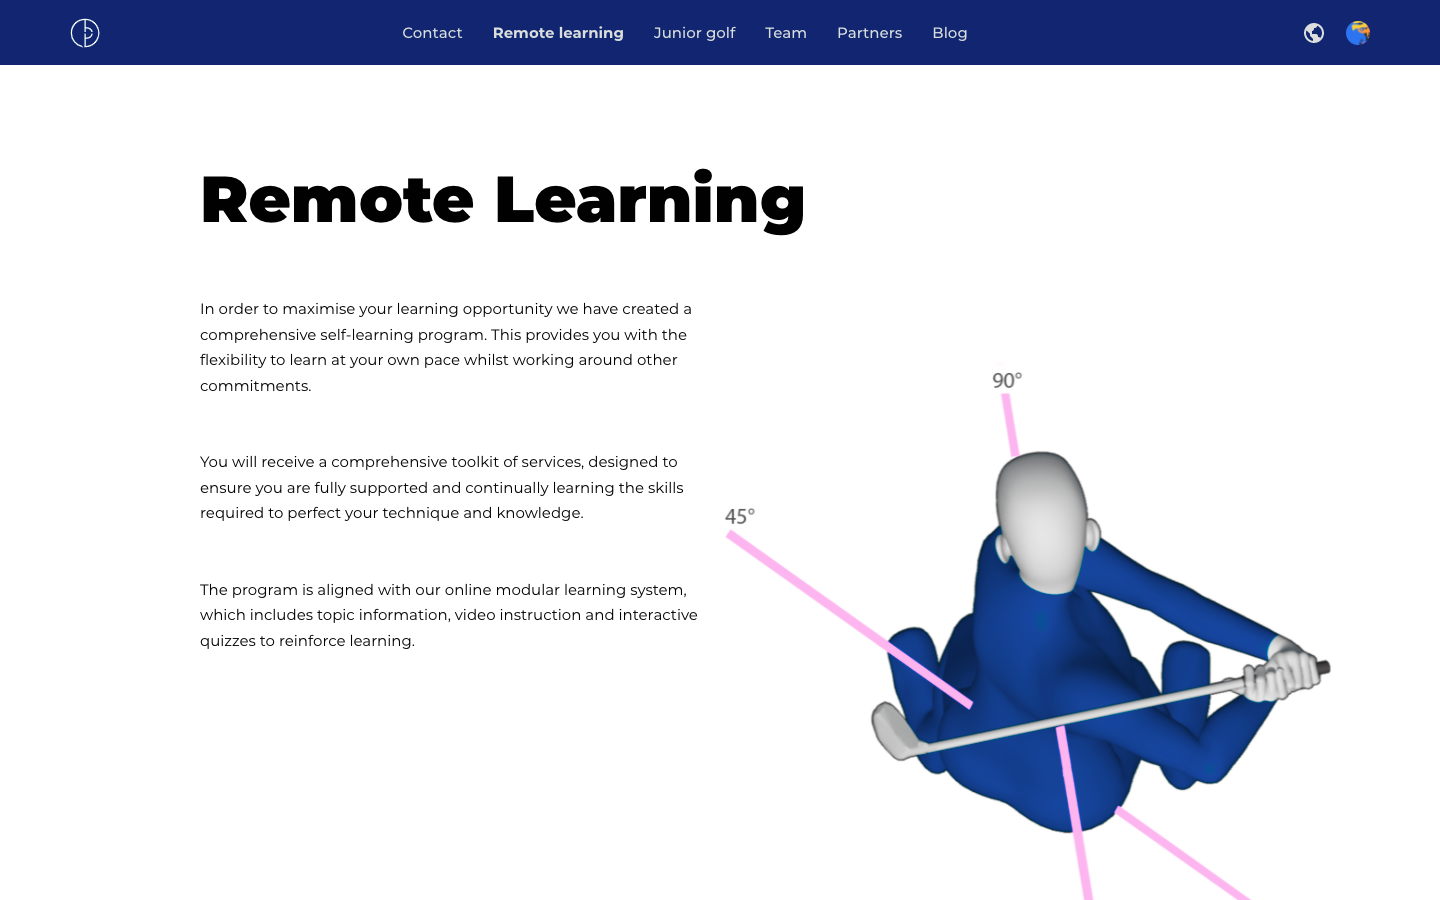 Contact Remote learning Junior golf Team Partners Blog
Remote Learning
In order to maximise your learning opportunity we have created a
comprehensive self-learning program. This provides you with the
flexibility to learn at your own pace whilst working around other
commitments.
You will receive a comprehensive toolkit of services, designed to
ensure you are fully supported and continually learning the skills
required to perfect your technique and knowledge.
The program is aligned with our online modular learning system,
which includes topic information, video instruction and interactive
quizzes to reinforce learning.
90°
45°